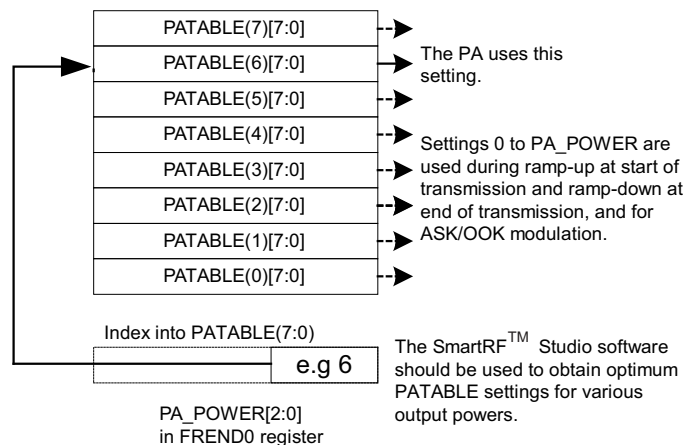 PATABLE(7)[7:0]
PATABLE(6)[7:0]
PATABLE(5)[7:0]
PATABLE(4)[7:0]
PATABLE(3)[7:0]
PATABLE(2)[7:0]
PATABLE(1)[7:0]
PATABLE(0)[7:0]
The PA uses this
setting.
Settings 0 to PA_POWER are
used during ramp-up at start of
transmission and ramp-down at
end of transmission, and for
ASK/OOK modulation.
Index into PATABLE(7:0)
e.g 6
PA_POWER[2:0]
in FREND0 register
The SmartRF™ Studio software
should be used to obtain optimum
PATABLE settings for various
output powers.